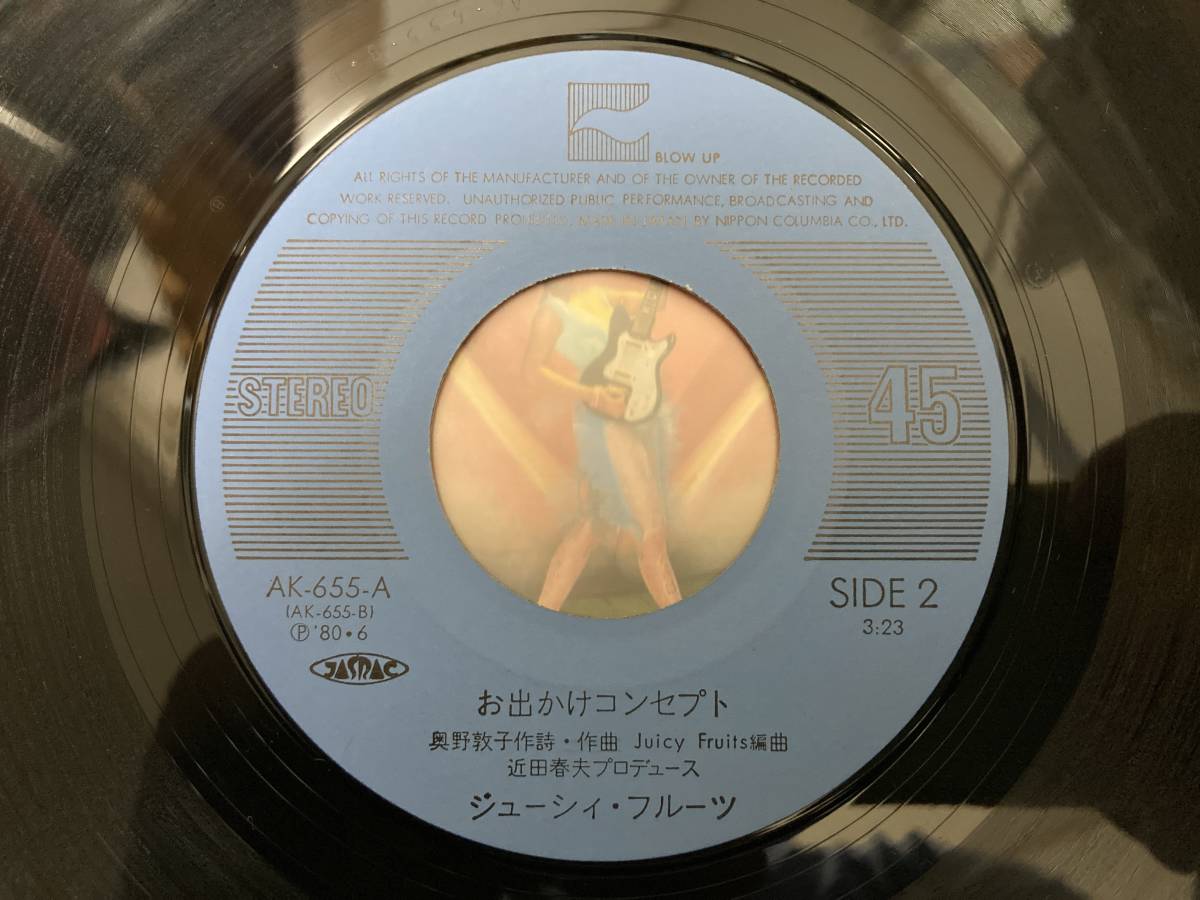 BLOW UP
ALL RIGHTS OF THE MANUFACTURER AND OF THE OWNER OF THE RECORDED
WORK RESERVED. UNAUTHORIZED PUBLIC PERFORMANCE, BROADCASTING AND
COPYING OF THIS RECORD PROHIBITED. MADE IN JAPAN BY NIPPON COLUMBIA CO., LTD.
STEREO
45
AK-655-A
(AK-655-B)
Ⓟ'80・6
JASRAC
SIDE 2
3:23
お出かけコンセプト
奥野敦子作詩・作曲 Juicy Fruits編曲
近田春夫プロデュース
ジューシィ・フルーツ